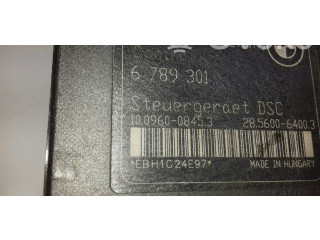 6 789 301
Steuergeraet DSC
10.0960-0845.3 28.5600-6400.3
*EBH1C24E97* MADE IN HUNGARY